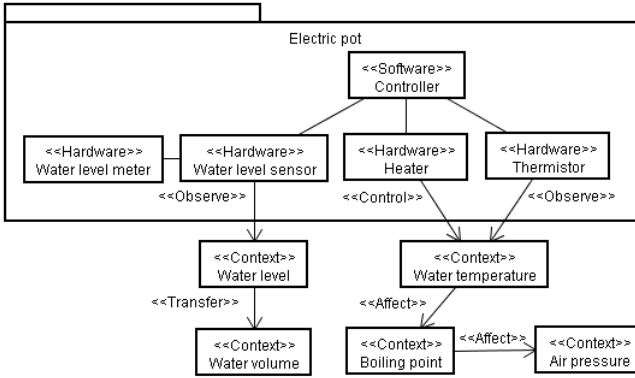 Electric pot
<<Software>>
Controller
<<Hardware>>
Water level meter
<<Hardware>>
Water level sensor
<<Hardware>>
Heater
<<Hardware>>
Thermistor
<<Observe>>
<<Control>>
<<Observe>>
<<Context>>
Water level
<<Context>>
Water temperature
<<Transfer>>
<<Affect>>
<<Context>>
Water volume
<<Context>>
Boiling point
<<Affect>>
<<Context>>
Air pressure